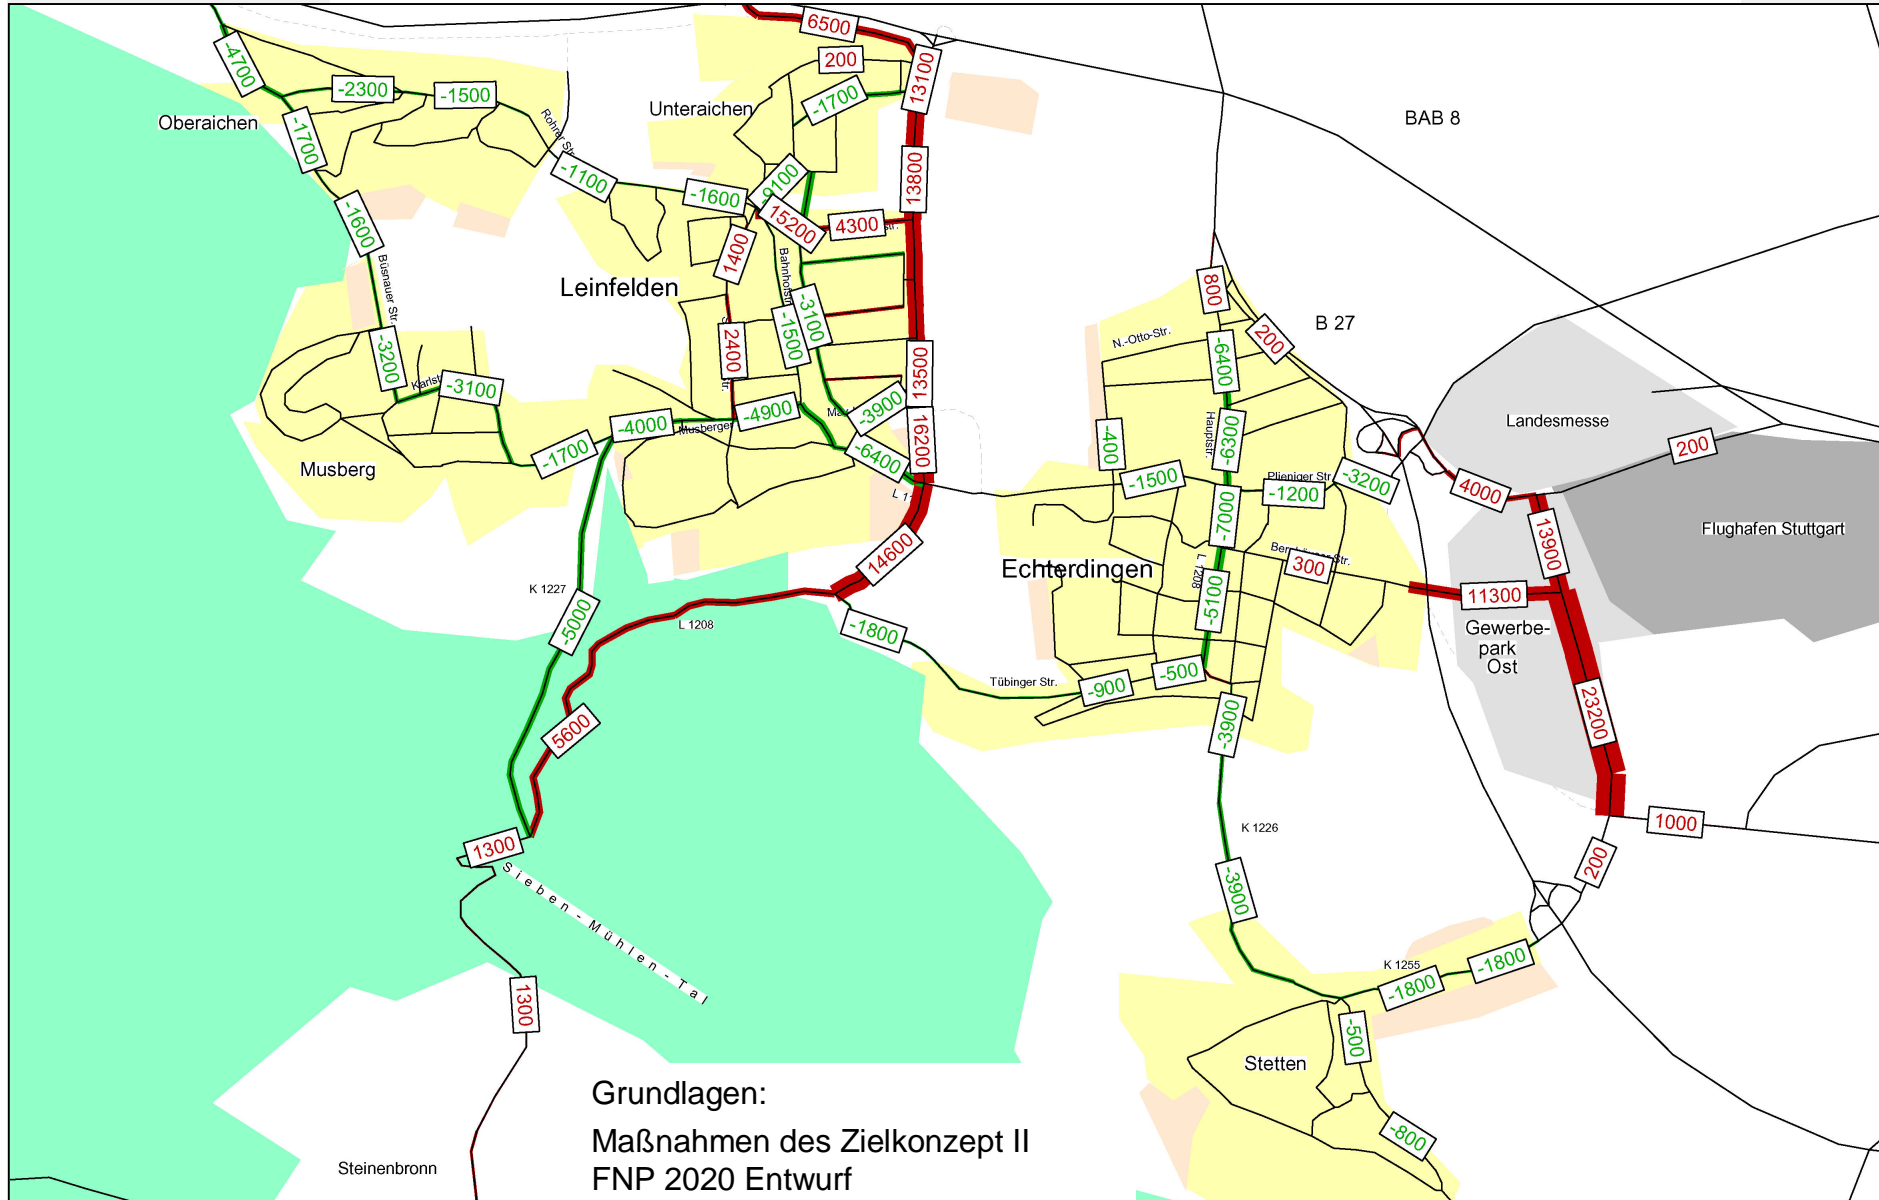 6500
-4700
200
13100
-2300
-1500
-1700
Unteraichen
BAB 8
Oberaichen
-1700
Rohrer Str.
-1100
13800
-1600
-9100
15200
4300
str.
-1600
1400
Büsnauer Str.
Leinfelden
800
B 27
200
N.-Otto-Str.
-3100
-1500
2400
-3200
-6400
13500
-3100
-3900
-4900
-4000
Musberger
Landesmesse
200
-6300
Hauptstr.
-400
16200
-1700
Musberg
-6400
-1500
Plieniger Str.
-1200
-3200
4000
-7000
Flughafen Stuttgart
13900
14600
Echterdingen
300
L 1208
-5100
11300
K 1227
-5000
L 1208
-1800
Gewerbe-
park
Ost
-500
Tübinger Str.
-900
23200
-3900
5600
K 1226
1000
1300
200
-3900
Sieben-Mühlen-Tal
K 1255
-1800
-1800
1300
-500
Stetten
Grundlagen:
-800
Maßnahmen des Zielkonzept II
Steinenbronn
FNP 2020 Entwurf